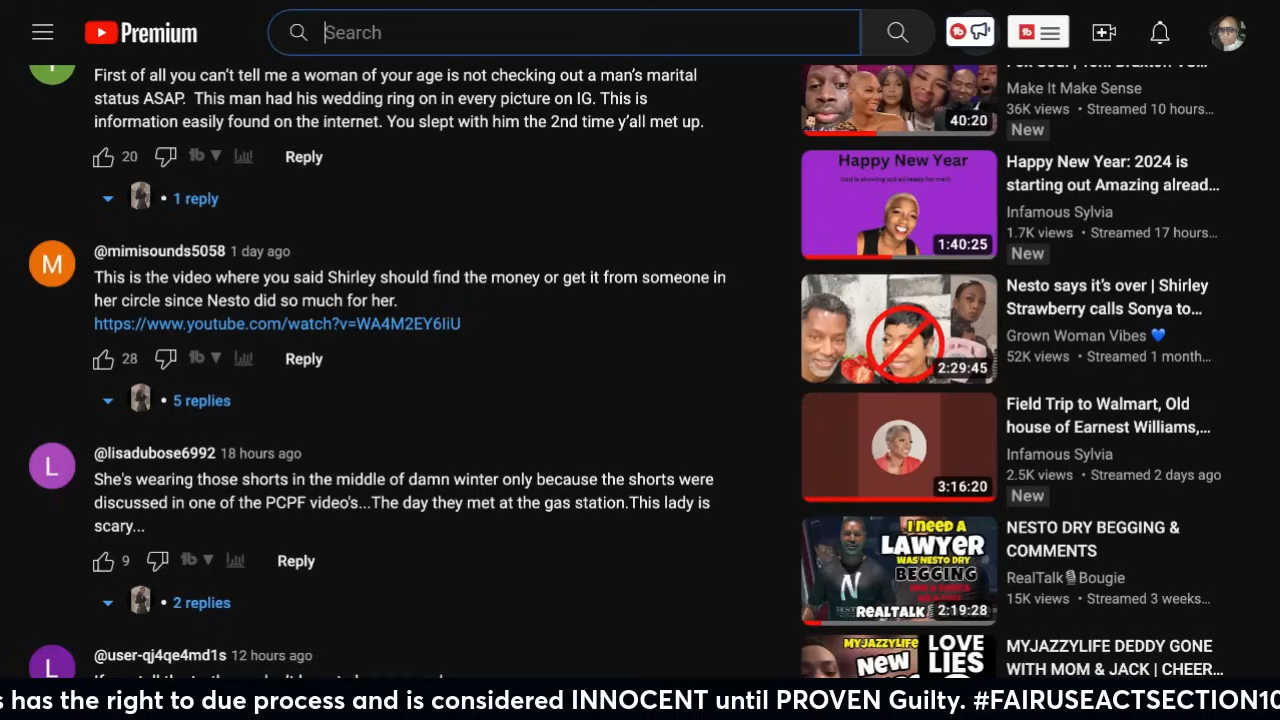 Premium
Search
First of all you can't tell me a woman of your age is not checking out a man's marital
status ASAP. This man had his wedding ring on in every picture on IG. This is
information easily found on the internet. You slept with him the 2nd time y'all met up.
20
Reply
1 reply
M
@mimisounds5058 1 day ago
This is the video where you said Shirley should find the money or get it from someone in
her circle since Nesto did so much for her.
https://www.youtube.com/watch?v=WA4M2EY6IiU
28
Reply
5 replies
L
@lisadubose6992 18 hours ago
She's wearing those shorts in the middle of damn winter only because the shorts were
discussed in one of the PCPF video's...The day they met at the gas station.This lady is
scary...
9
Reply
2 replies
L
12 hours ago
40:20
Make It Make Sense
36K views • Streamed 10 hours...
New
Happy New Year
God is showing out already for me!!
1:40:25
Happy New Year: 2024 is
starting out Amazing alread...
Infamous Sylvia
1.7K views • Streamed 17 hours...
New
2:29:45
Nesto says it's over | Shirley
Strawberry calls Sonya to...
Grown Woman Vibes 💙
52K views • Streamed 1 month...
3:16:20
Field Trip to Walmart, Old
house of Earnest Williams,...
Infamous Sylvia
2.5K views • Streamed 2 days ago
New
I NEED A
LAWYER
WAS NESTO DRY
BEGGING
N
REALTALK
2:19:28
NESTO DRY BEGGING &
COMMENTS
RealTalk🎙Bougie
15K views • Streamed 3 weeks...
MYJAZZYLIFE
NEW
LOVE
LIES
MYJAZZYLIFE DEDDY GONE
WITH MOM & JACK | CHEER...
s has the right to due process and is considered INNOCENT until PROVEN Guilty. #FAIRUSEACTSECTION10